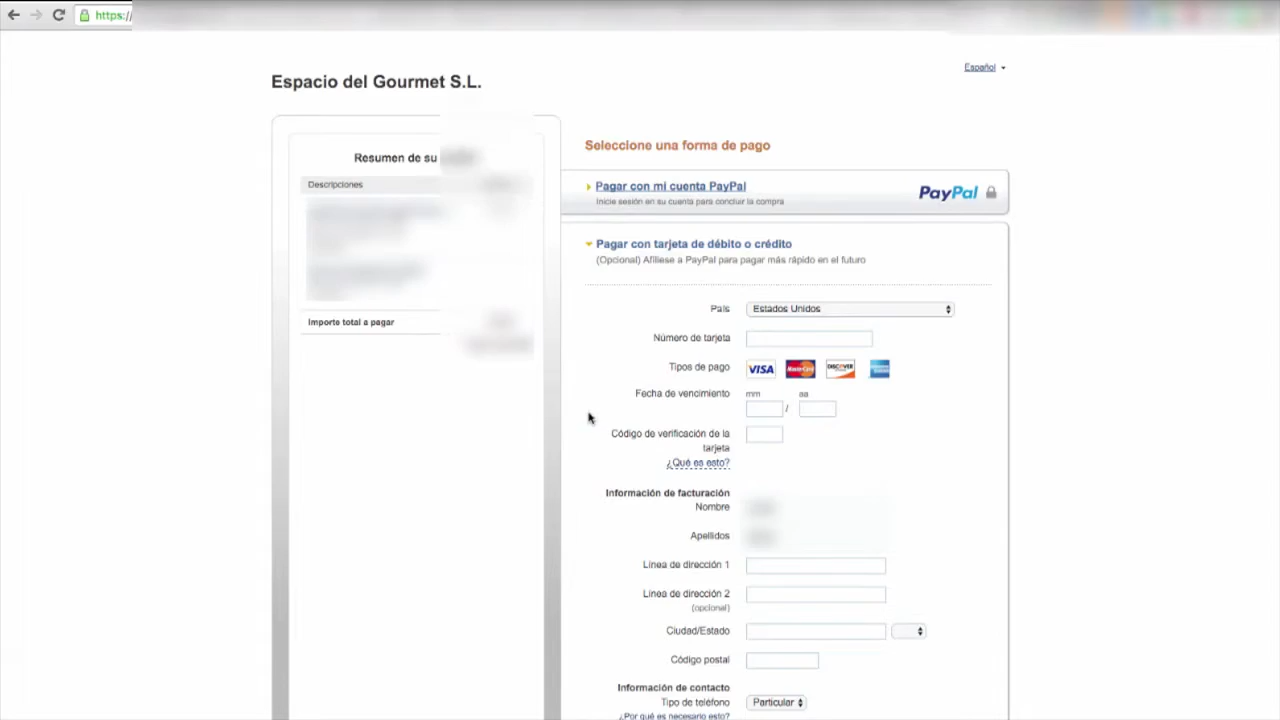 https://
Español
Espacio del Gourmet S.L.
Resumen de su
Descripciones
Importe total a pagar
Seleccione una forma de pago
Pagar con mi cuenta PayPal
Inicie sesión en su cuenta para concluir la compra
PayPal
Pagar con tarjeta de débito o crédito
(Opcional) Afíliese a PayPal para pagar más rápido en el futuro
País
Estados Unidos
Número de tarjeta
Tipos de pago
VISA MasterCard DISCOVER
Fecha de vencimiento
mm aa
/
Código de verificación de la
tarjeta
¿Qué es esto?
Información de facturación
Nombre
Apellidos
Línea de dirección 1
Línea de dirección 2
(opcional)
Ciudad/Estado
Código postal
Información de contacto
Tipo de teléfono
Particular
¿Por qué es necesario esto?